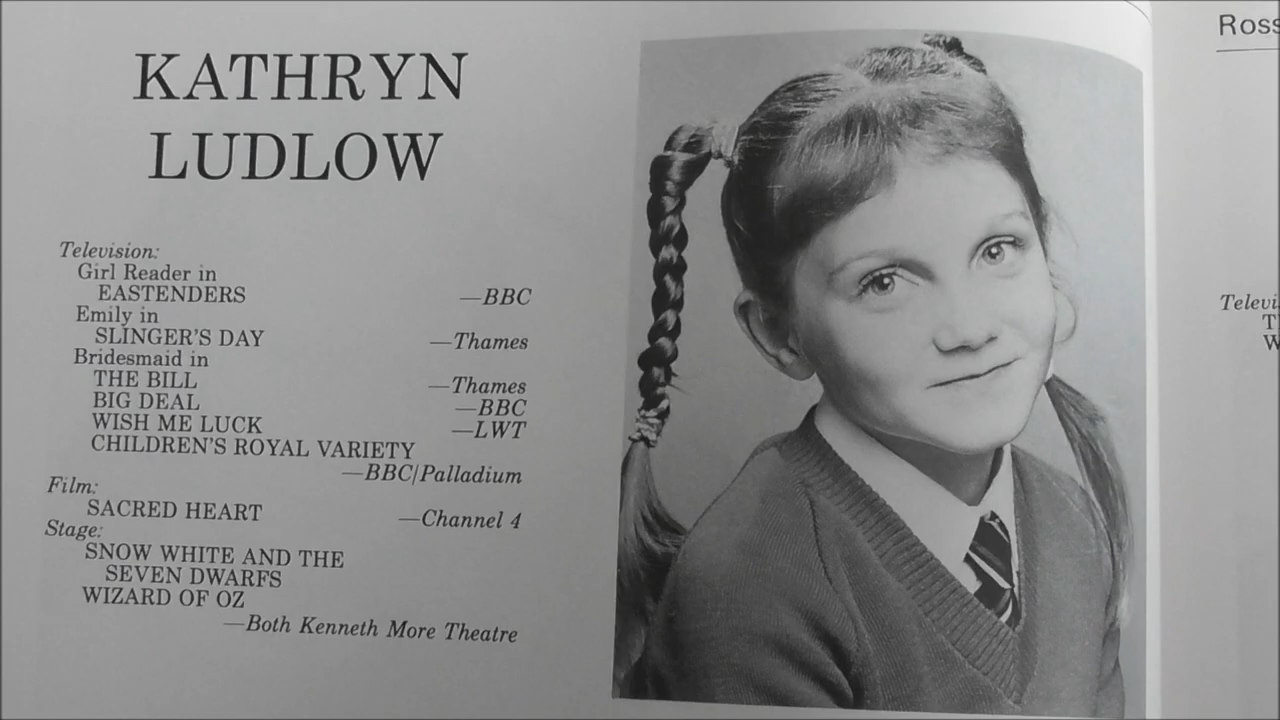 KATHRYN
LUDLOW
Television:
Girl Reader in
EASTENDERS —BBC
Emily in
SLINGER'S DAY —Thames
Bridesmaid in
THE BILL —Thames
BIG DEAL —BBC
WISH ME LUCK —LWT
CHILDREN'S ROYAL VARIETY
—BBC/Palladium
Film:
SACRED HEART —Channel 4
Stage:
SNOW WHITE AND THE
SEVEN DWARFS
WIZARD OF OZ
—Both Kenneth More Theatre